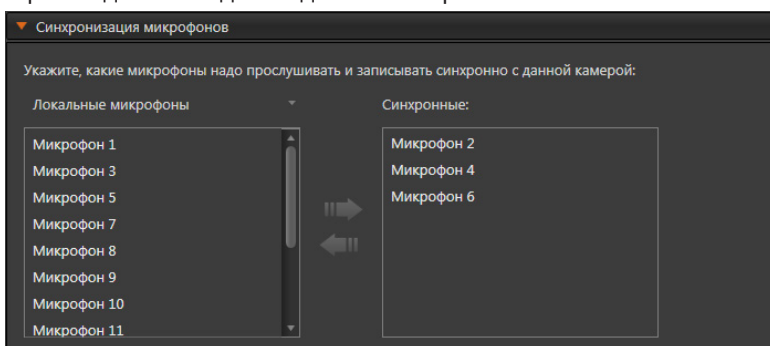 Синхронизация микрофонов
Укажите, какие микрофоны надо прослушивать и записывать синхронно с данной камерой:
Локальные микрофоны
Синхронные:
Микрофон 1
Микрофон 3
Микрофон 5
Микрофон 7
Микрофон 8
Микрофон 9
Микрофон 10
Микрофон 11
Микрофон 2
Микрофон 4
Микрофон 6